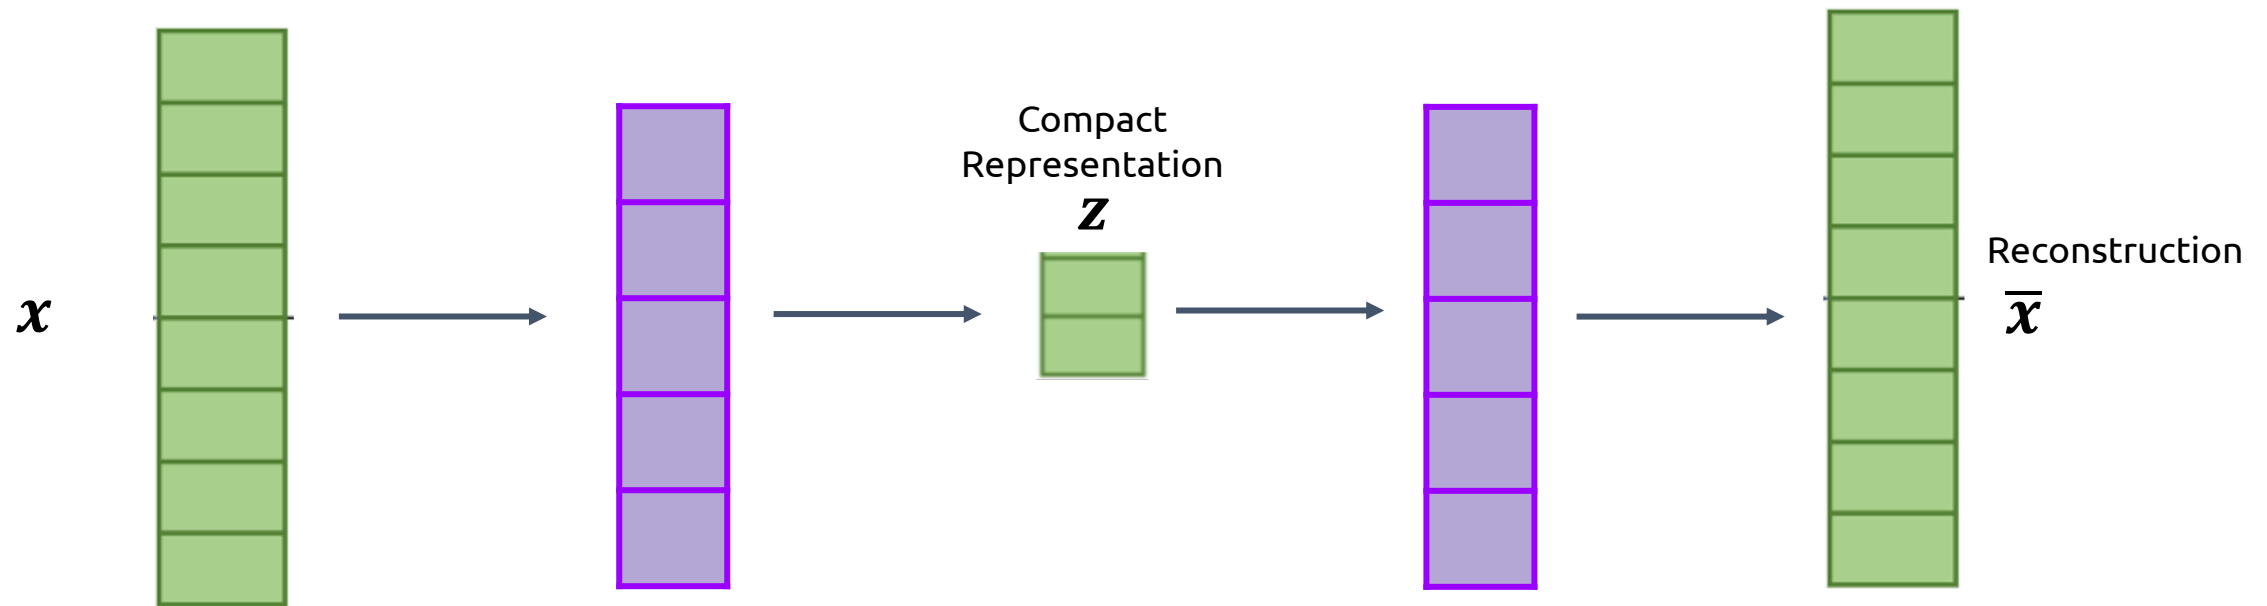 Compact
Representation
z
Reconstruction
x
x̅